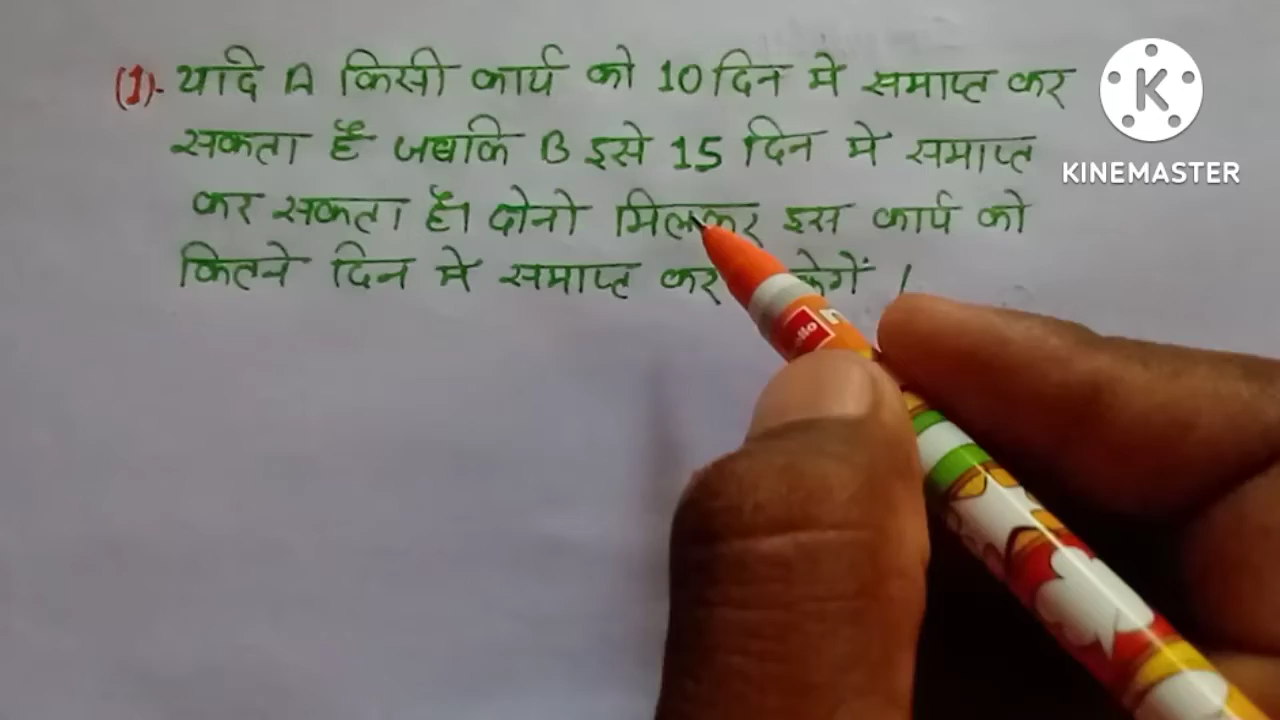 (1). यदि A किसी कार्य को 10 दिन मे समाप्त कर
सकता है जबकि B इसे 15 दिन मे समाप्त
कर सकता है। दोनो मिलकर इस कार्य को
कितने दिन मे समाप्त कर
K
KINEMASTER